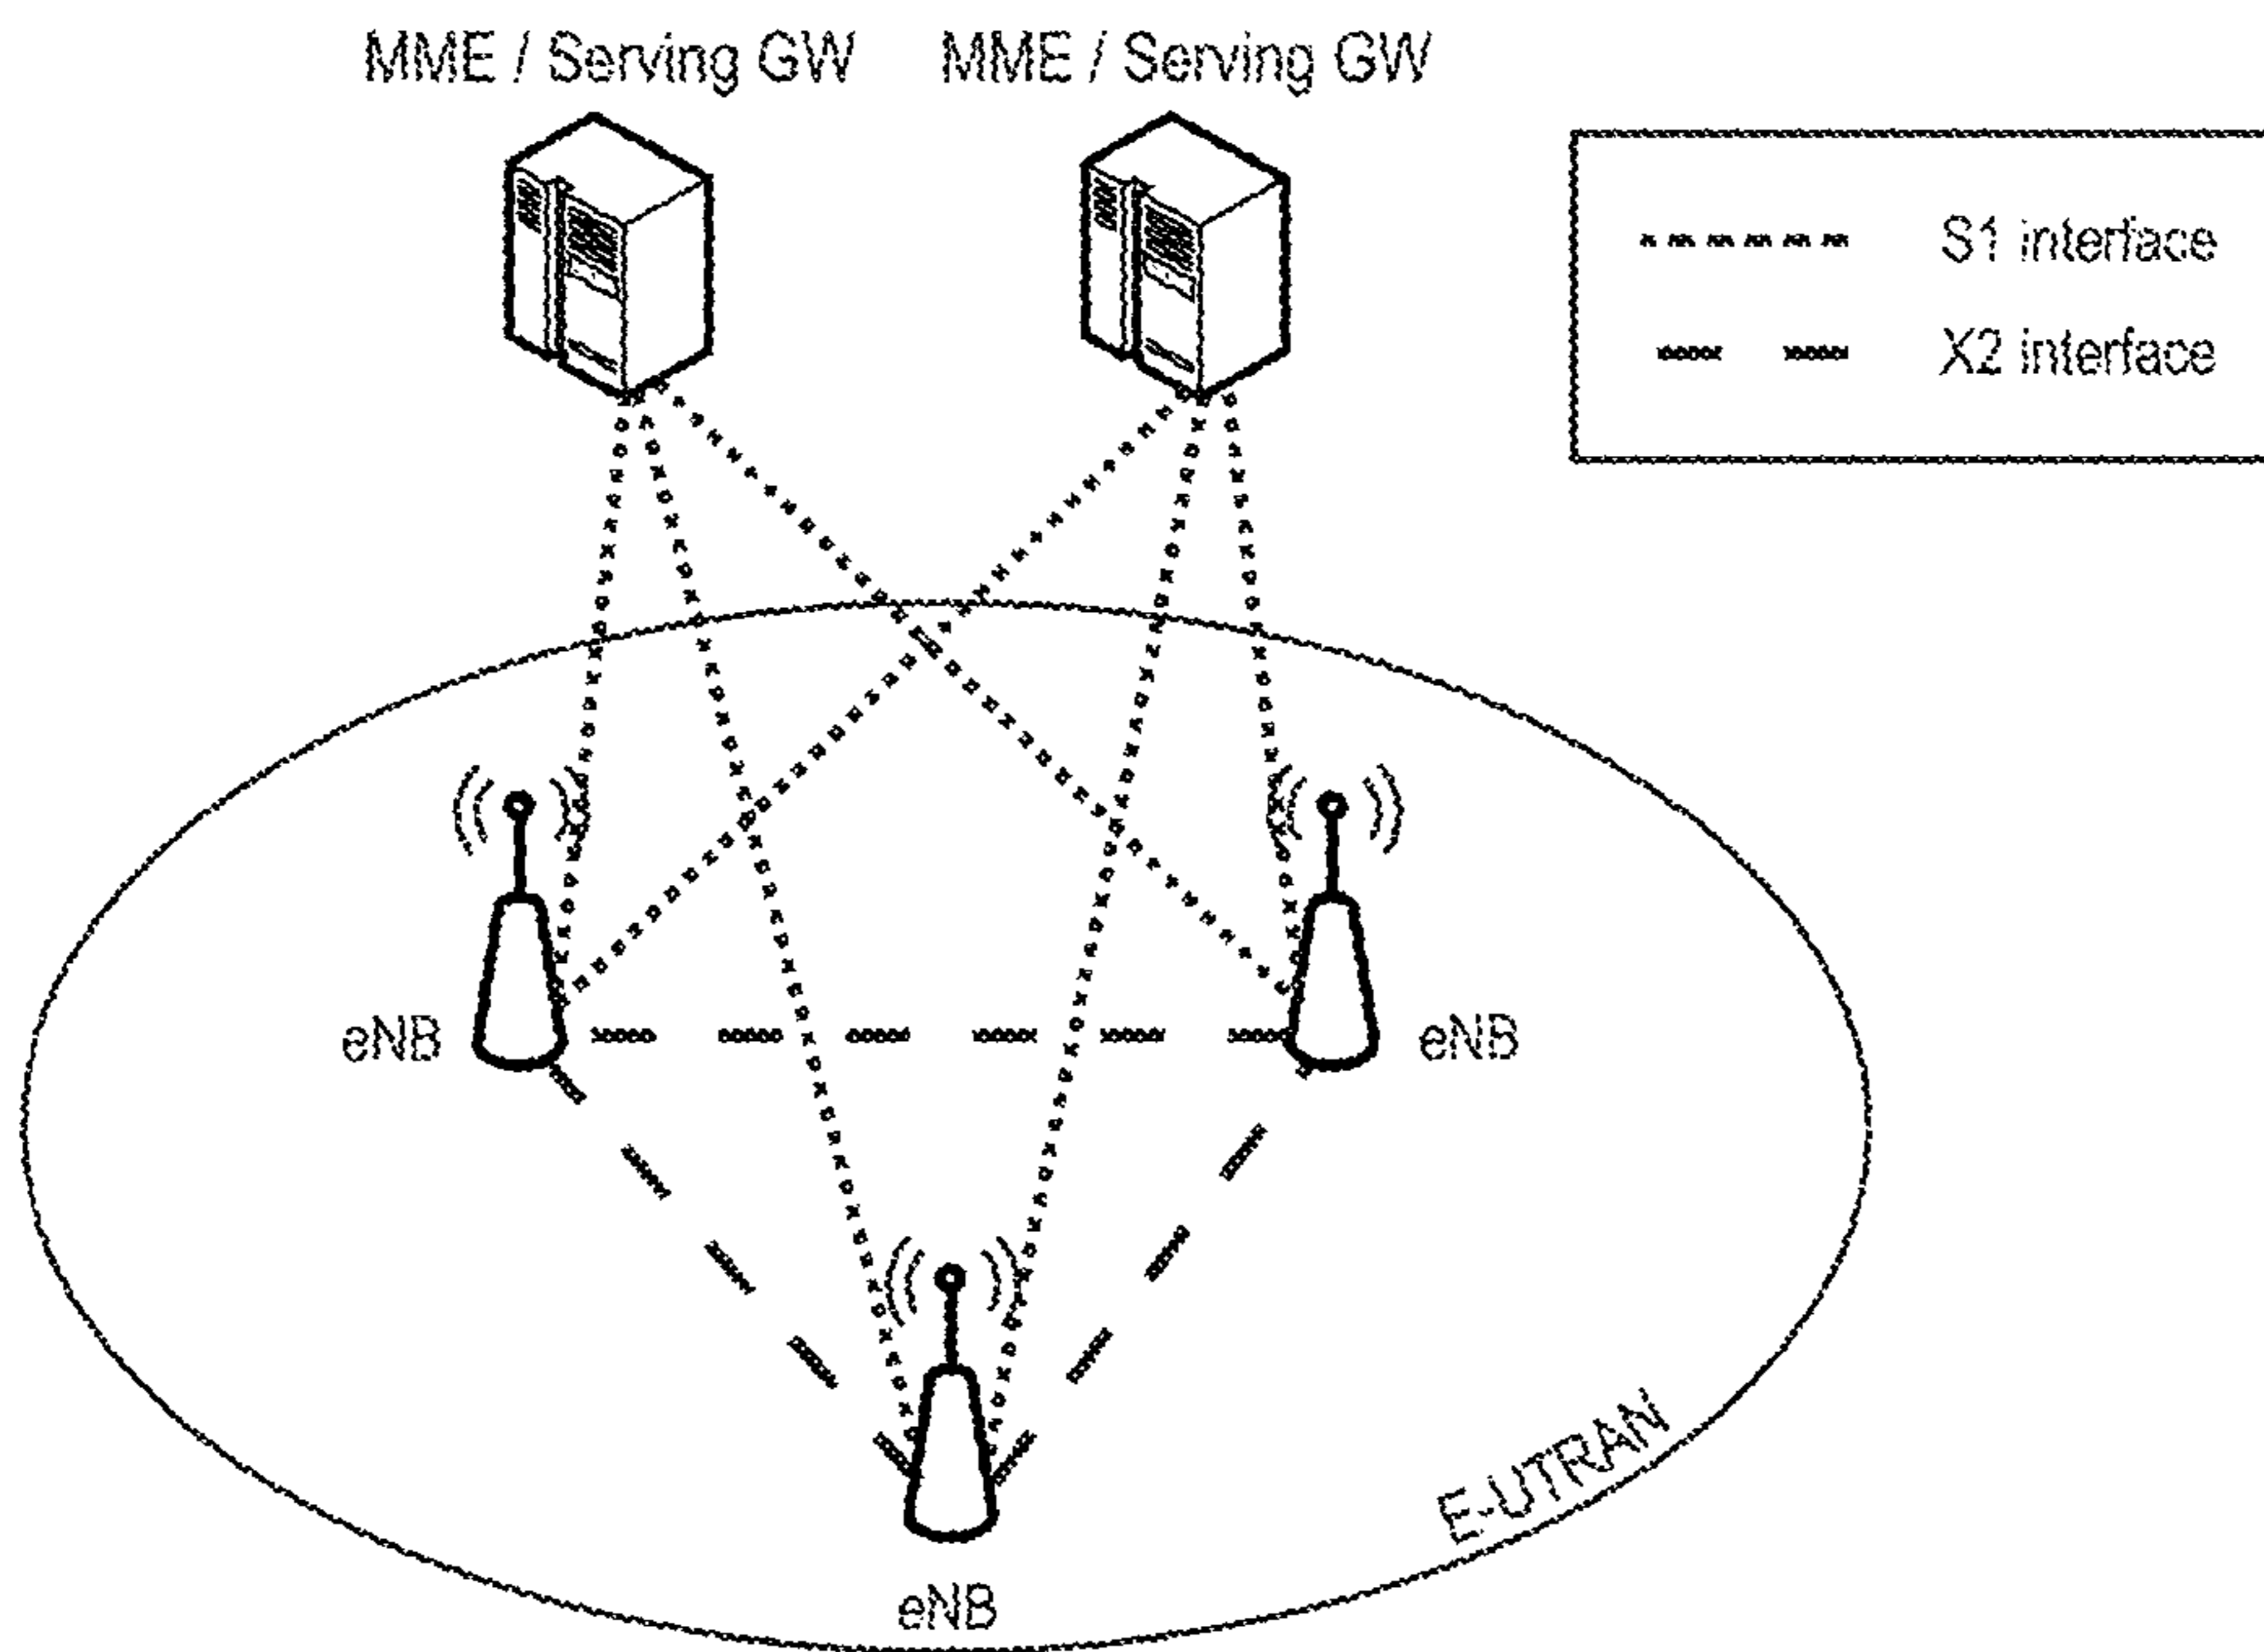 MME / Serving GW
MME / Serving GW
S1 interface
X2 interface
eNB
eNB
E-UTRAN
eNB